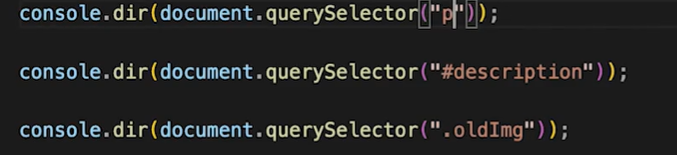 console.dir(document.querySelector("p"));
console.dir(document.querySelector("#description"));
console.dir(document.querySelector(".oldImg"));